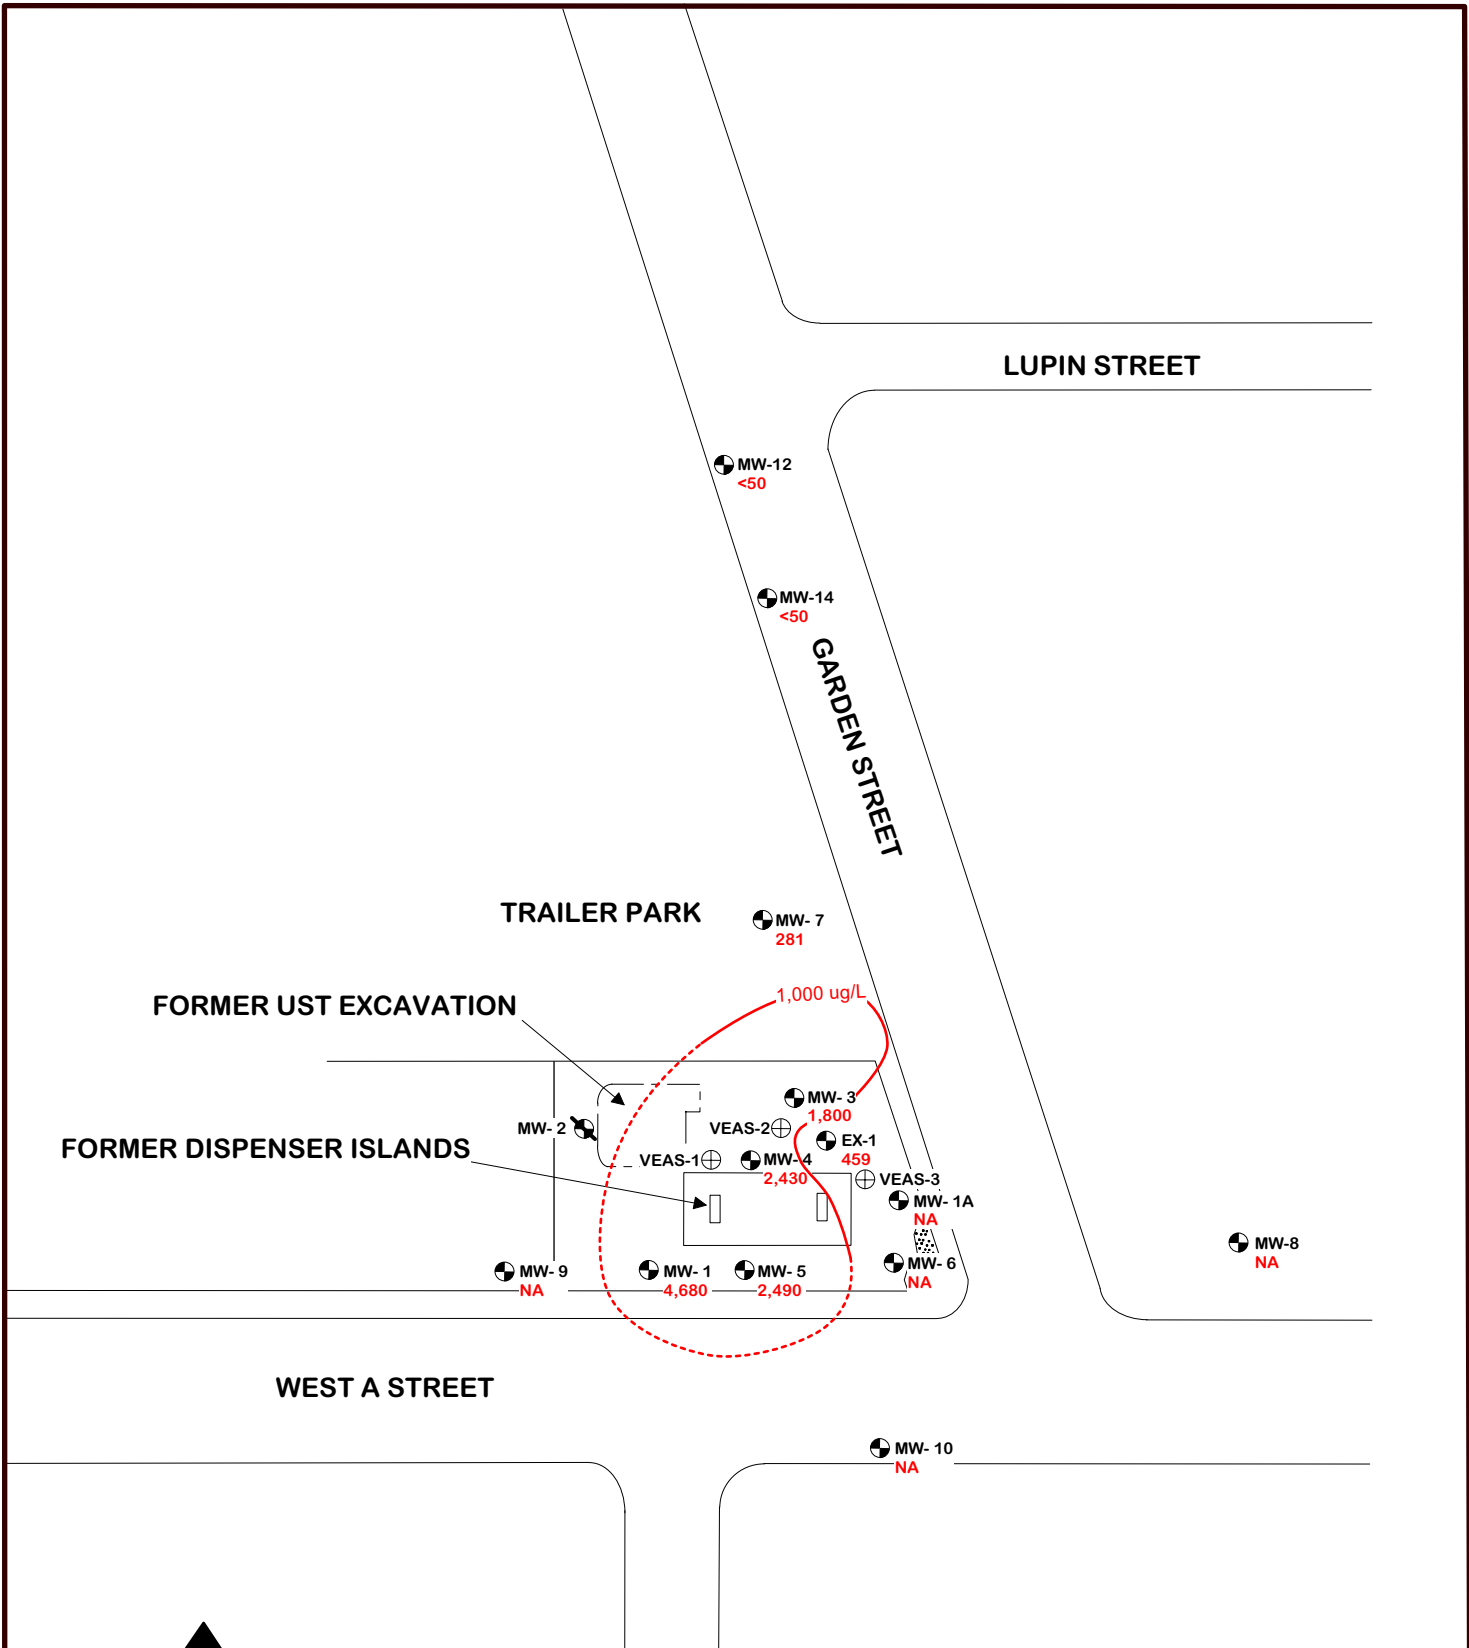 LUPIN STREET
MW-12
<50
MW-14
<50
GARDEN STREET
TRAILER PARK
MW- 7
281
1,000 ug/L
FORMER UST EXCAVATION
MW- 3
1,800
MW- 2
VEAS-2
EX-1
459
FORMER DISPENSER ISLANDS
VEAS-1
MW- 4
2,430
VEAS-3
MW- 1A
NA
MW-8
NA
MW- 6
NA
MW- 9
NA
MW- 1
4,680
MW- 5
2,490
WEST A STREET
MW- 10
NA